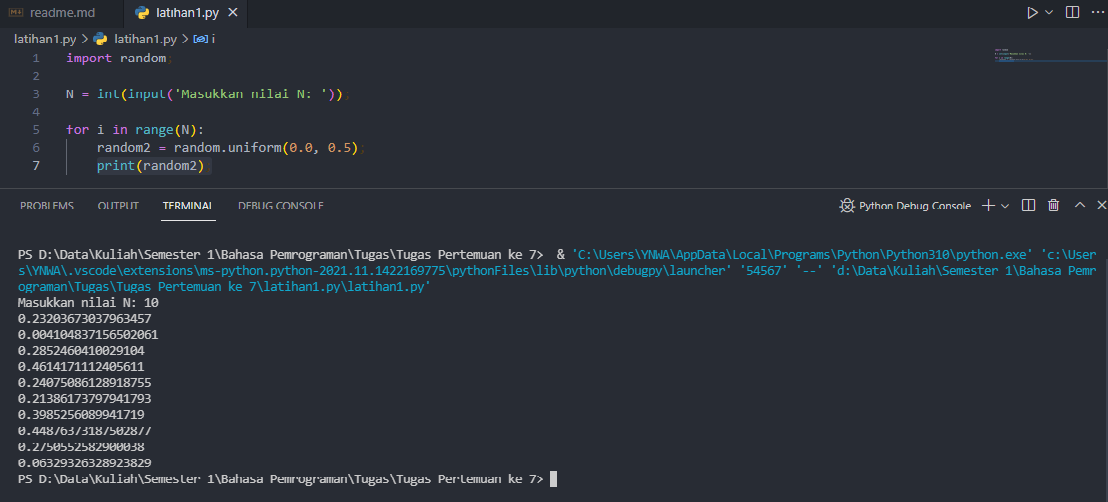 readme.md latihan1.py
latihan1.py > latihan1.py > i
1 import random;
2
3 N = int(input('Masukkan nilai N: '));
4
5 for i in range(N):
6 random2 = random.uniform(0.0, 0.5);
7 print(random2);
PROBLEMS OUTPUT TERMINAL DEBUG CONSOLE Python Debug Console
PS D:\Data\Kuliah\Semester 1\Bahasa Pemrograman\Tugas\Tugas Pertemuan ke 7> & 'C:\Users\YNWA\AppData\Local\Programs\Python\Python310\python.exe' 'c:\User
s\YNWA\.vscode\extensions\ms-python.python-2021.11.1422169775\pythonFiles\lib\python\debugpy\launcher' '54567' '--' 'd:\Data\Kuliah\Semester 1\Bahasa Pemr
ograman\Tugas\Tugas Pertemuan ke 7\latihan1.py\latihan1.py'
Masukkan nilai N: 10
0.23203673037963457
0.004104837156502061
0.2852460410029104
0.4614171112405611
0.24075086128918755
0.21386173797941793
0.3985256089941719
0.44876373187502877
0.2750552582900038
0.06329326328923829
PS D:\Data\Kuliah\Semester 1\Bahasa Pemrograman\Tugas\Tugas Pertemuan ke 7>